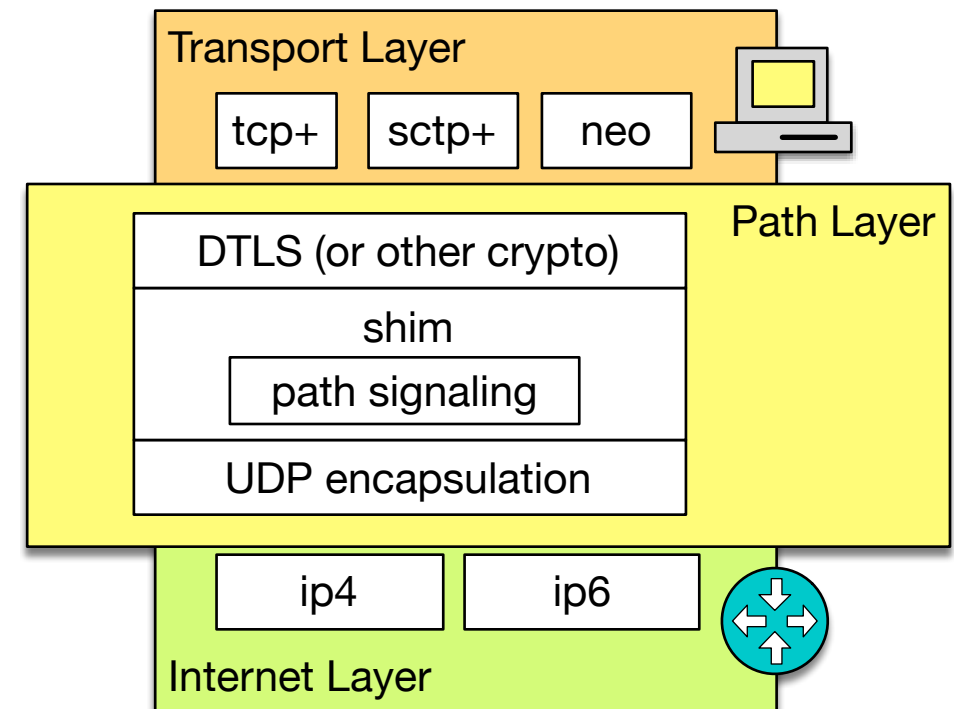 Transport Layer
tcp+ sctp+ neo
Path Layer
DTLS (or other crypto)
shim
path signaling
UDP encapsulation
ip4 ip6
Internet Layer